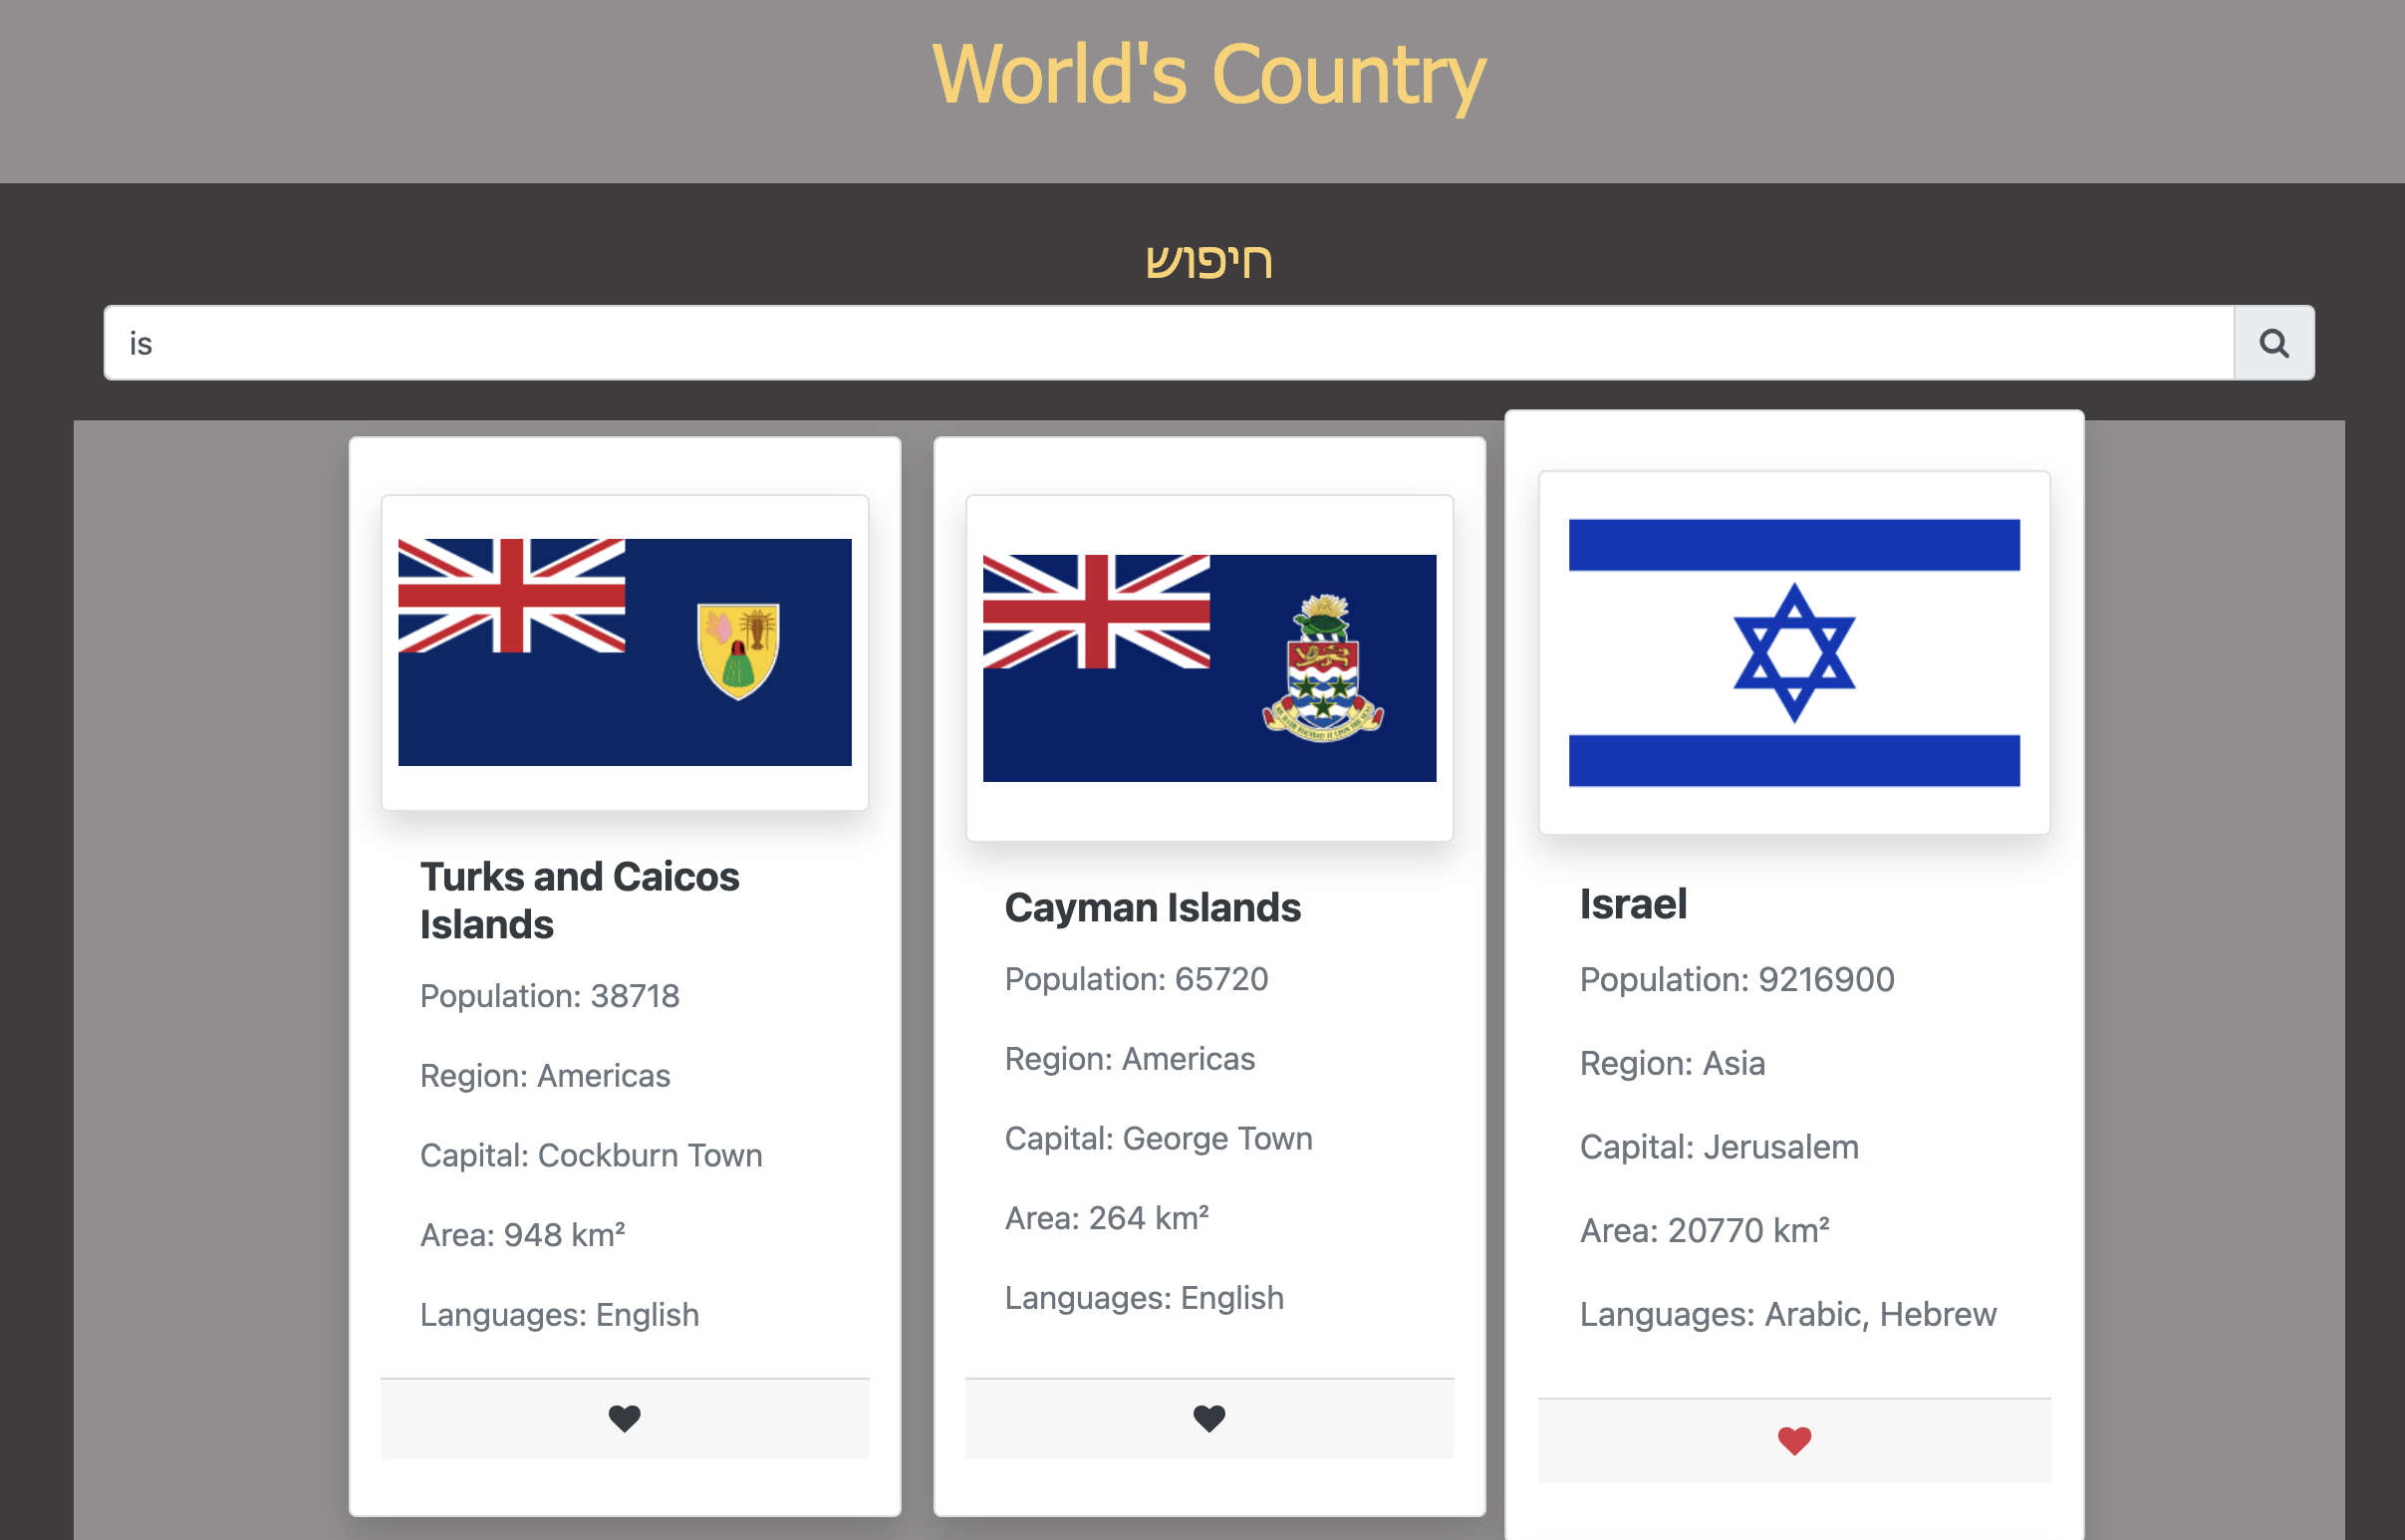 World's Country
חיפוש
is
Turks and Caicos
Islands
Population: 38718
Region: Americas
Capital: Cockburn Town
Area: 948 km²
Languages: English
Cayman Islands
Population: 65720
Region: Americas
Capital: George Town
Area: 264 km²
Languages: English
Israel
Population: 9216900
Region: Asia
Capital: Jerusalem
Area: 20770 km²
Languages: Arabic, Hebrew